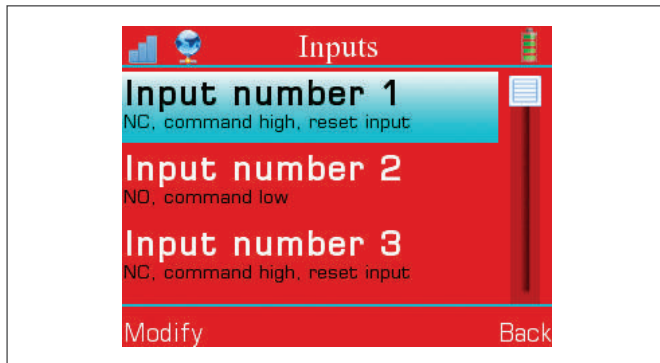 Inputs
Input number 1
NC, command high, reset input
Input number 2
NO, command low
Input number 3
NC, command high, reset input
Modify Back